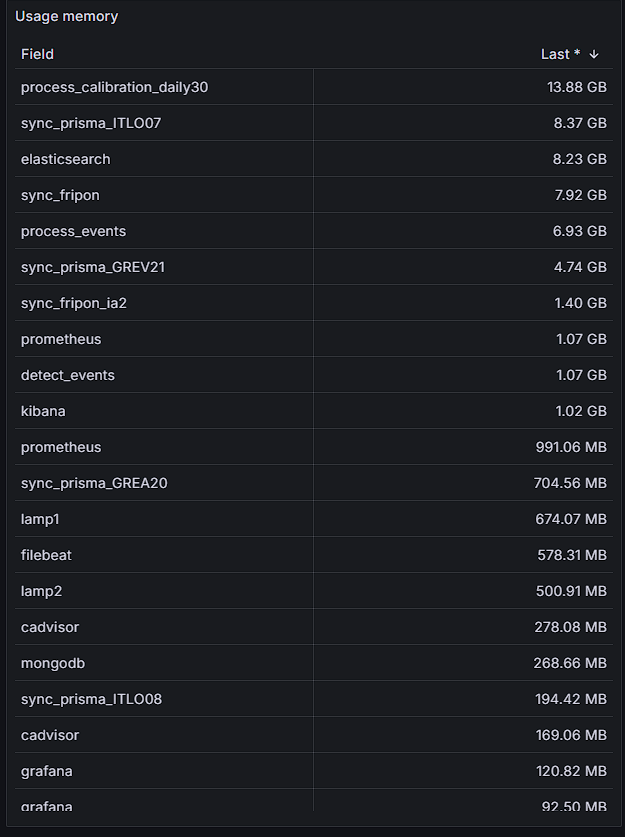 Usage memory
Field Last *
process_calibration_daily30 13.88 GB
sync_prisma_ITLO07 8.37 GB
elasticsearch 8.23 GB
sync_fripon 7.92 GB
process_events 6.93 GB
sync_prisma_GREV21 4.74 GB
sync_fripon_ia2 1.40 GB
prometheus 1.07 GB
detect_events 1.07 GB
kibana 1.02 GB
prometheus 991.06 MB
sync_prisma_GREA20 704.56 MB
lamp1 674.07 MB
filebeat 578.31 MB
lamp2 500.91 MB
cadvisor 278.08 MB
mongodb 268.66 MB
sync_prisma_ITLO08 194.42 MB
cadvisor 169.06 MB
grafana 120.82 MB
grafana 92.50 MB